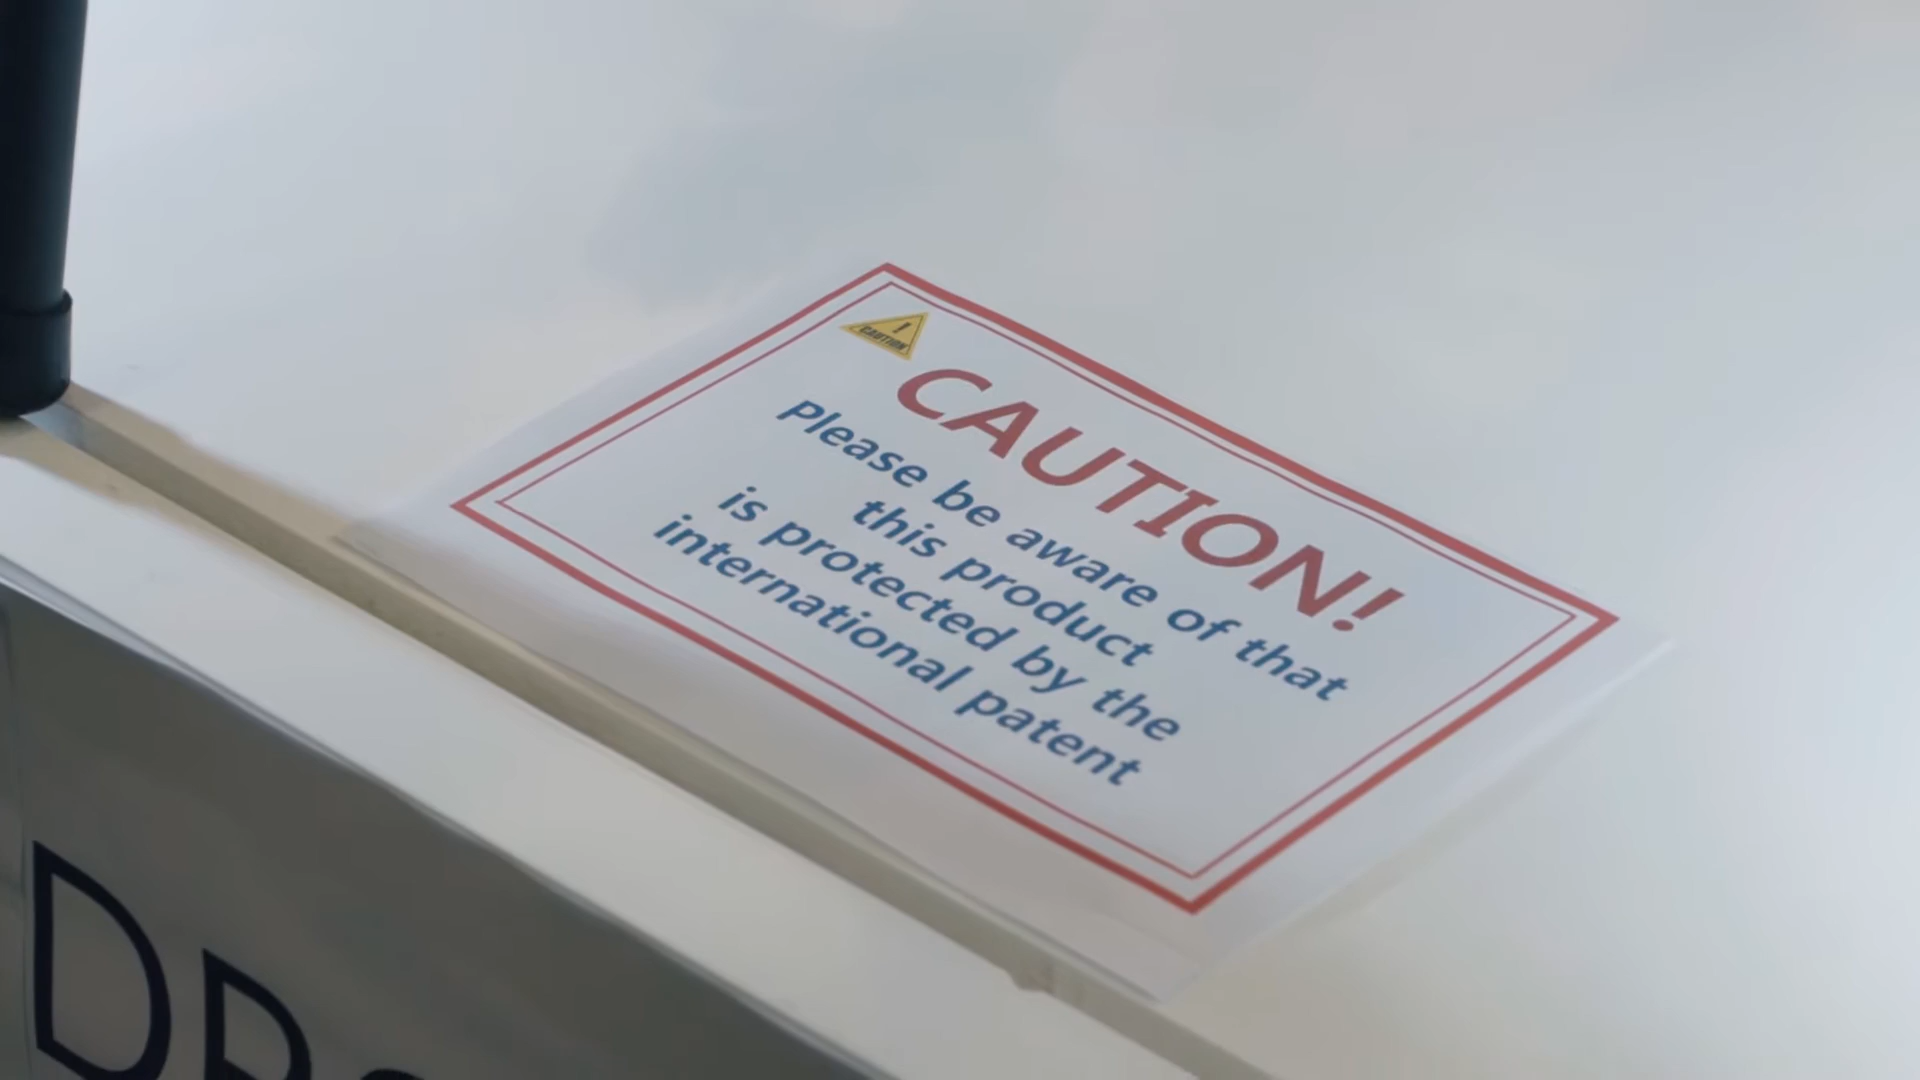 CAUTION
CAUTION!
Please be aware of that
this product
is protected by the
international patent